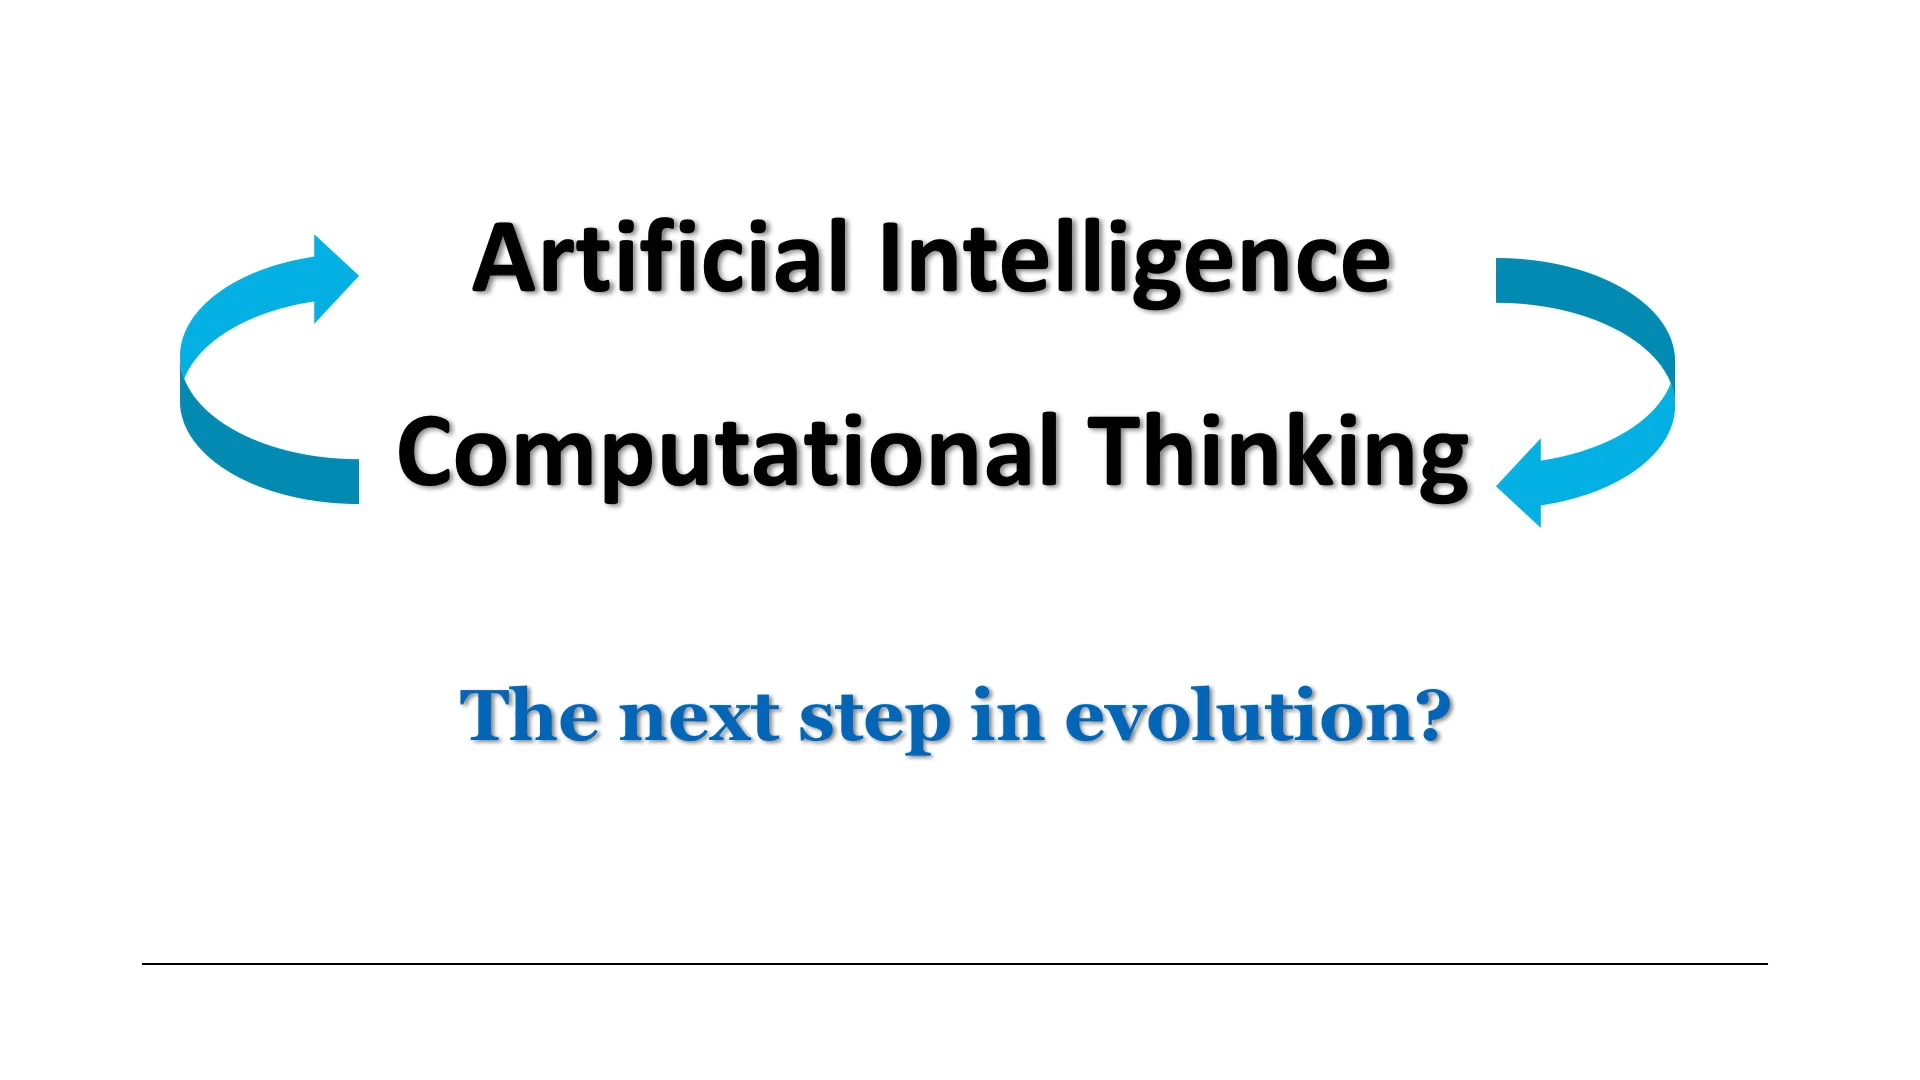 Artificial Intelligence
Computational Thinking
The next step in evolution?